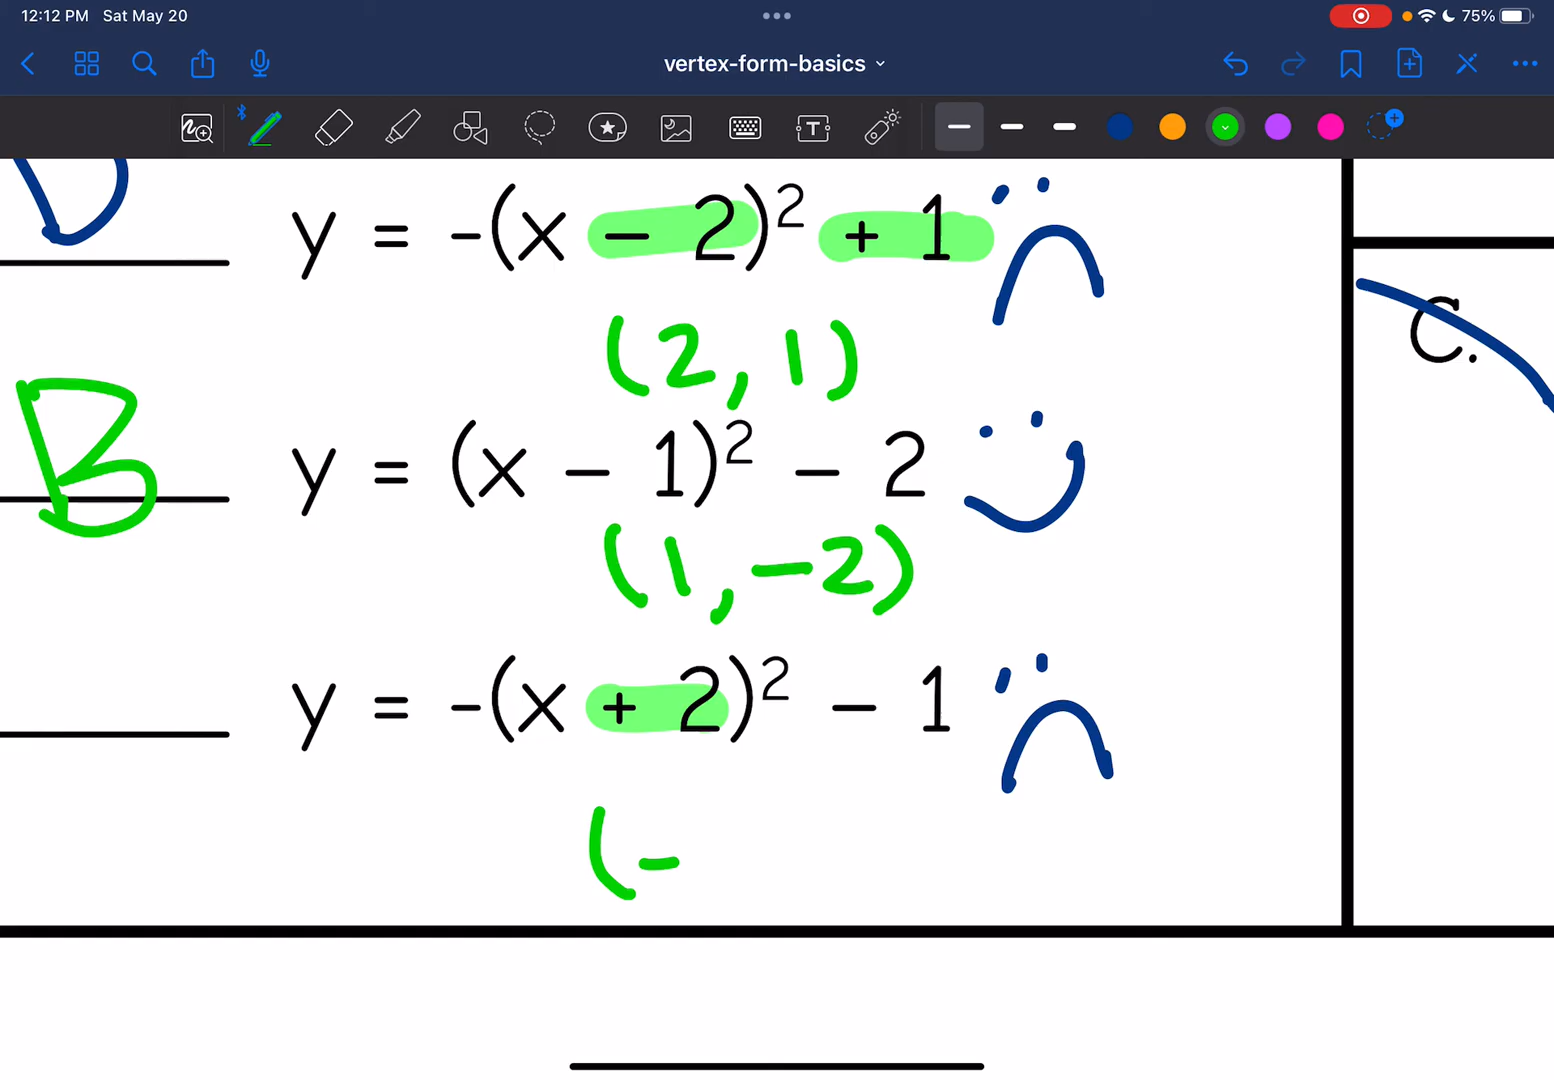 12:12 PM Sat May 20
75%
vertex-form-basics
T
D
y = -(x - 2)² + 1
(2, 1)
C.
B
y = (x - 1)² - 2
(1, -2)
y = -(x + 2)² - 1
(-